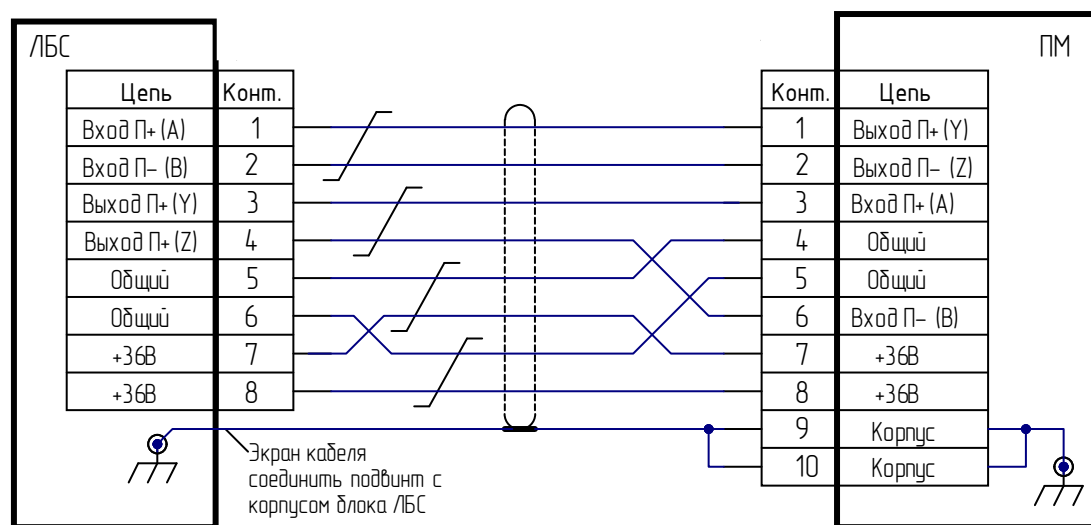 ЛБС
ПМ
Цепь Конт.
Вход П+ (А) 1
Вход П– (В) 2
Выход П+ (Y) 3
Выход П+ (Z) 4
Общий 5
Общий 6
+36В 7
+36В 8
Конт. Цепь
1 Выход П+ (Y)
2 Выход П– (Z)
3 Вход П+ (А)
4 Общий
5 Общий
6 Вход П– (В)
7 +36В
8 +36В
9 Корпус
10 Корпус
Экран кабеля
соединить подвинт с
корпусом блока ЛБС